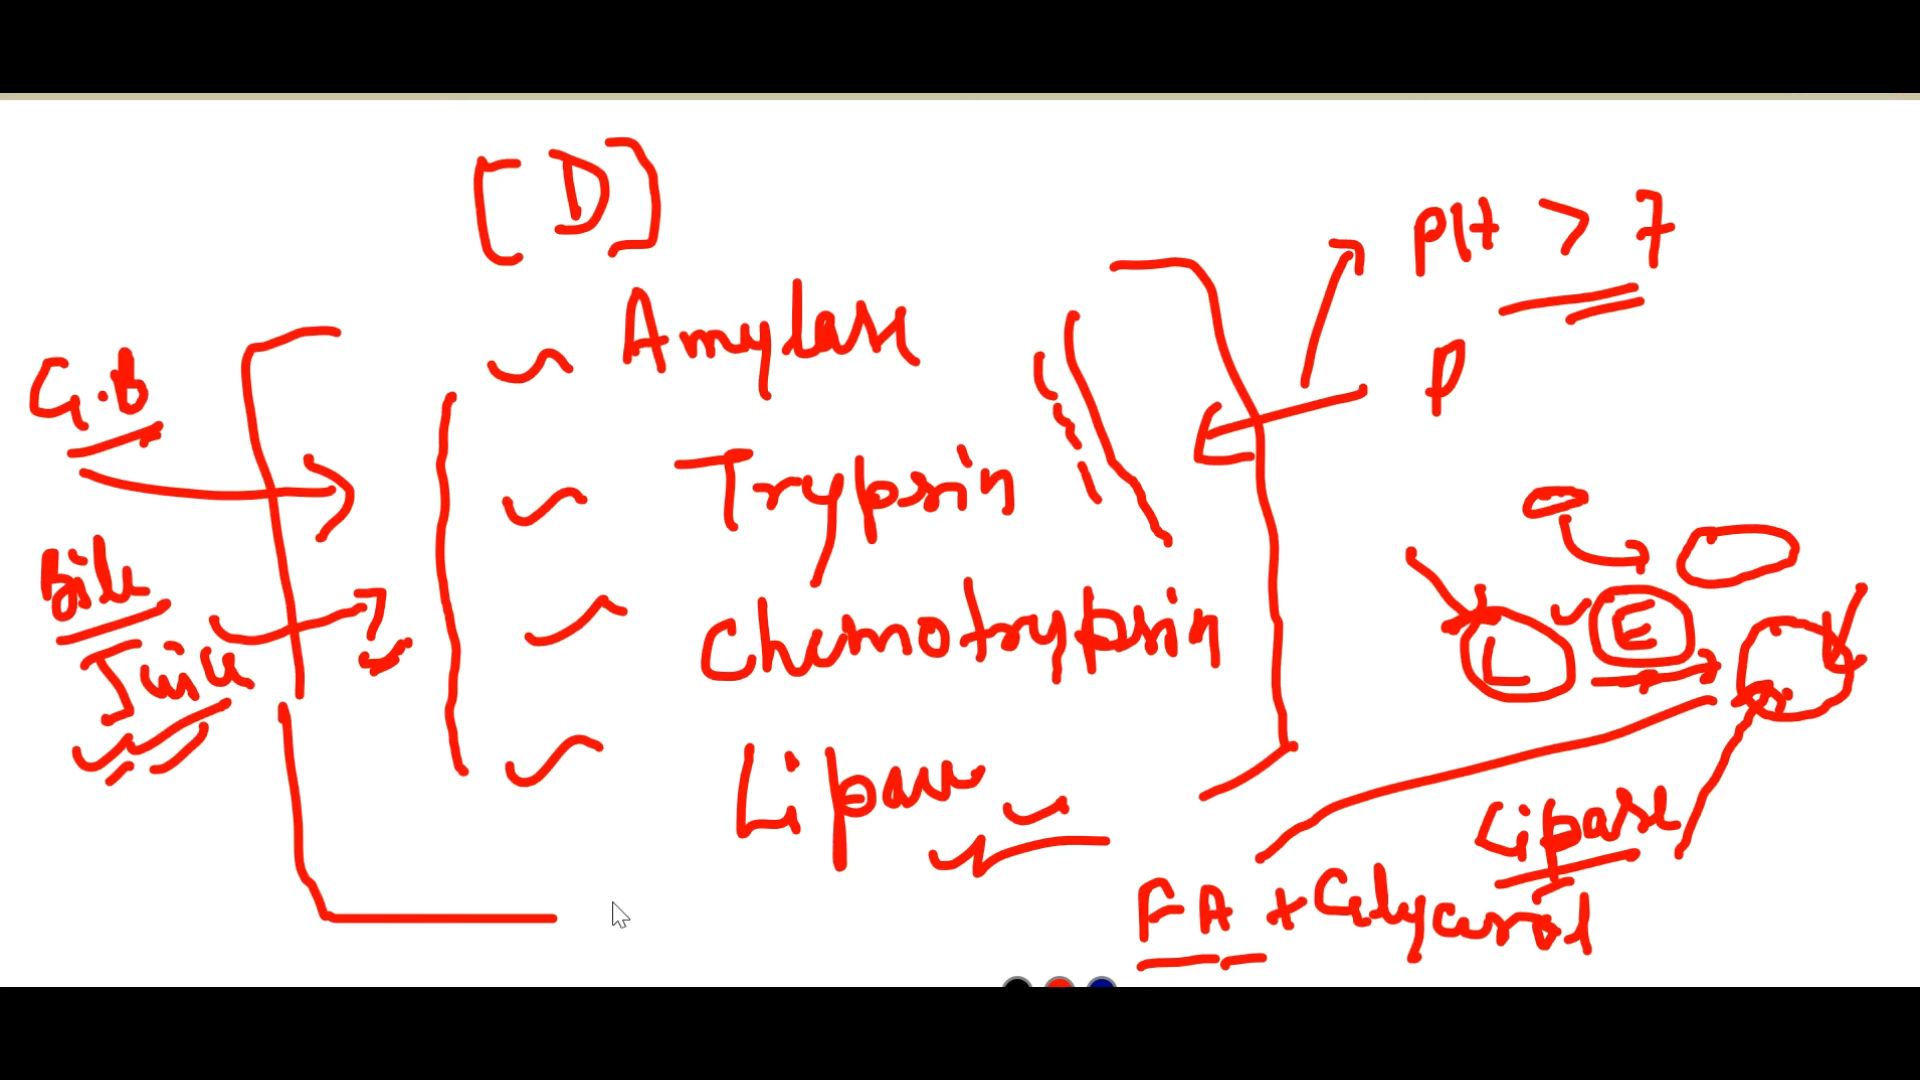 [D]
PH > 7
Amylase
G.B
P
Trypsin
Bile
Juice
Chymotrypsin
L
E
Lipase
Lipase
FA + Glycerol